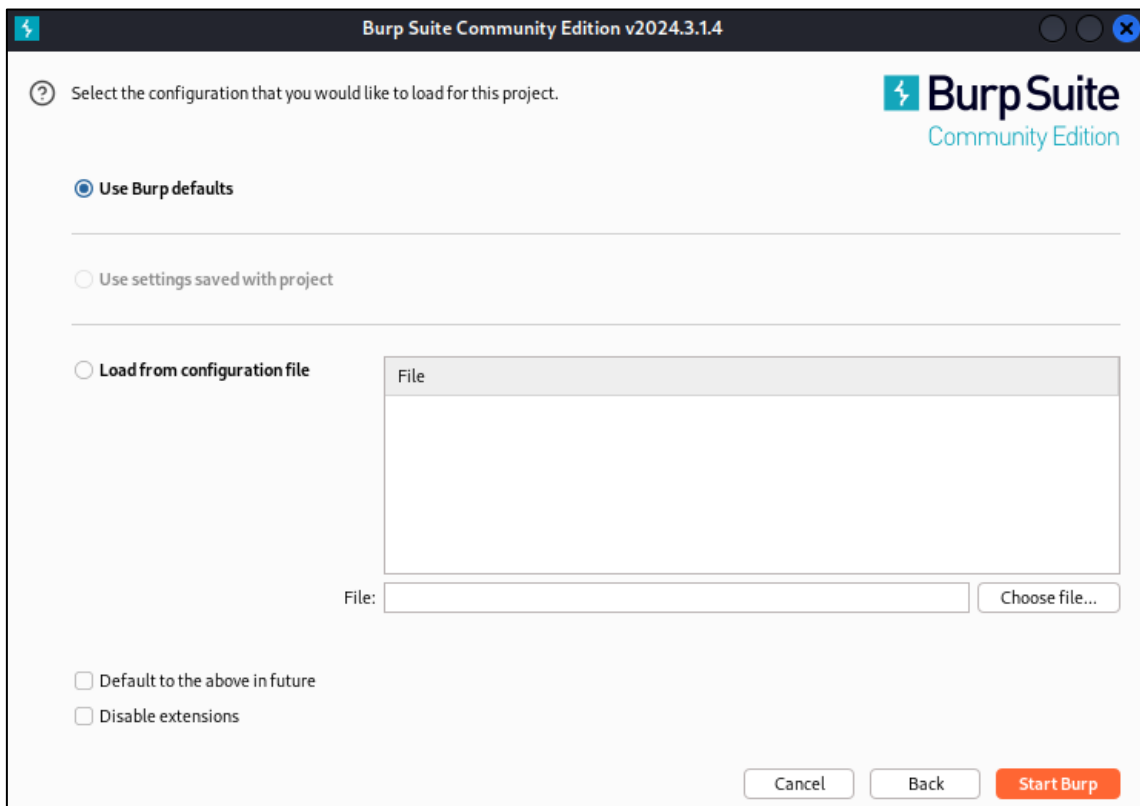 Burp Suite Community Edition v2024.3.1.4
Select the configuration that you would like to load for this project.
Burp Suite
Community Edition
Use Burp defaults
Use settings saved with project
Load from configuration file
File
File:
Choose file...
Default to the above in future
Disable extensions
Cancel
Back
Start Burp